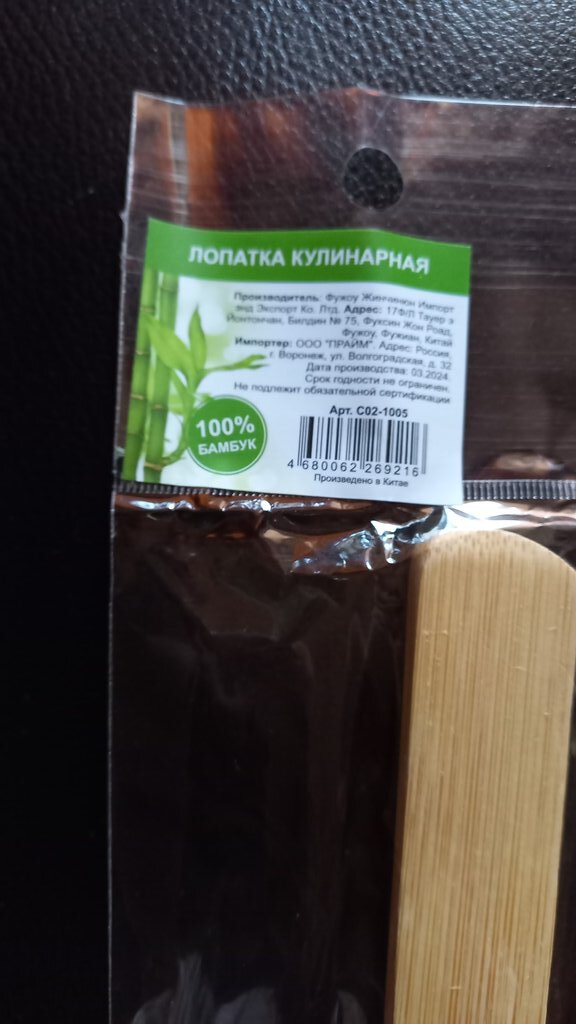 ЛОПАТКА КУЛИНАРНАЯ
Производитель: Фужоу Жинчинюн Импорт
энд Экспорт Ко. Лтд. Адрес: 17Ф/Л Тауер э
Йонтончан, Билдин № 75, Фуксин Жон Роад,
Фужоу, Фужиан, Китай
Импортер: ООО "ПРАЙМ". Адрес: Россия,
г. Воронеж, ул. Волгоградская, д. 32
Дата производства: 03.2024.
Срок годности не ограничен.
Не подлежит обязательной сертификации
100%
БАМБУК
Арт. С02-1005
4 680062 269216
Произведено в Китае